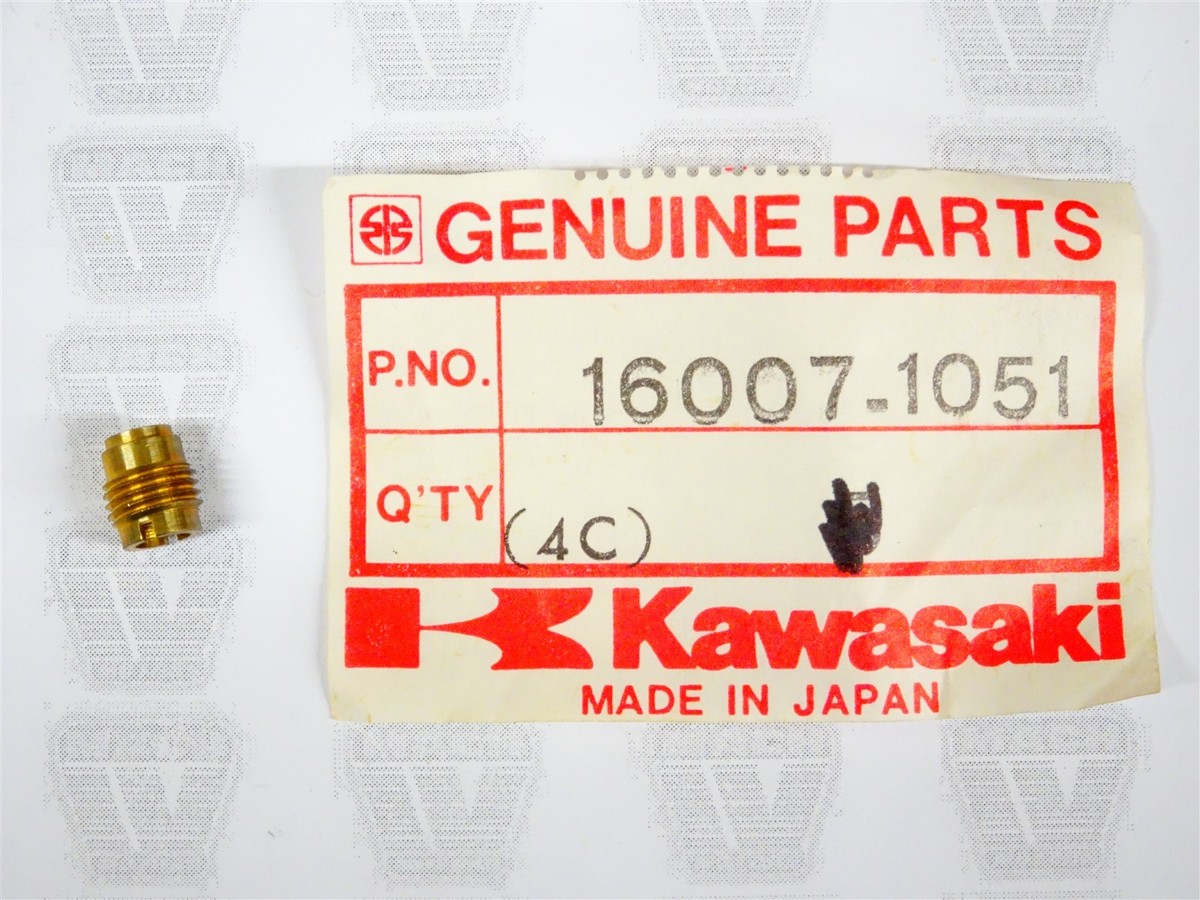 GENUINE PARTS
P.NO. 16007-1051
Q'TY (4C)
Kawasaki
MADE IN JAPAN